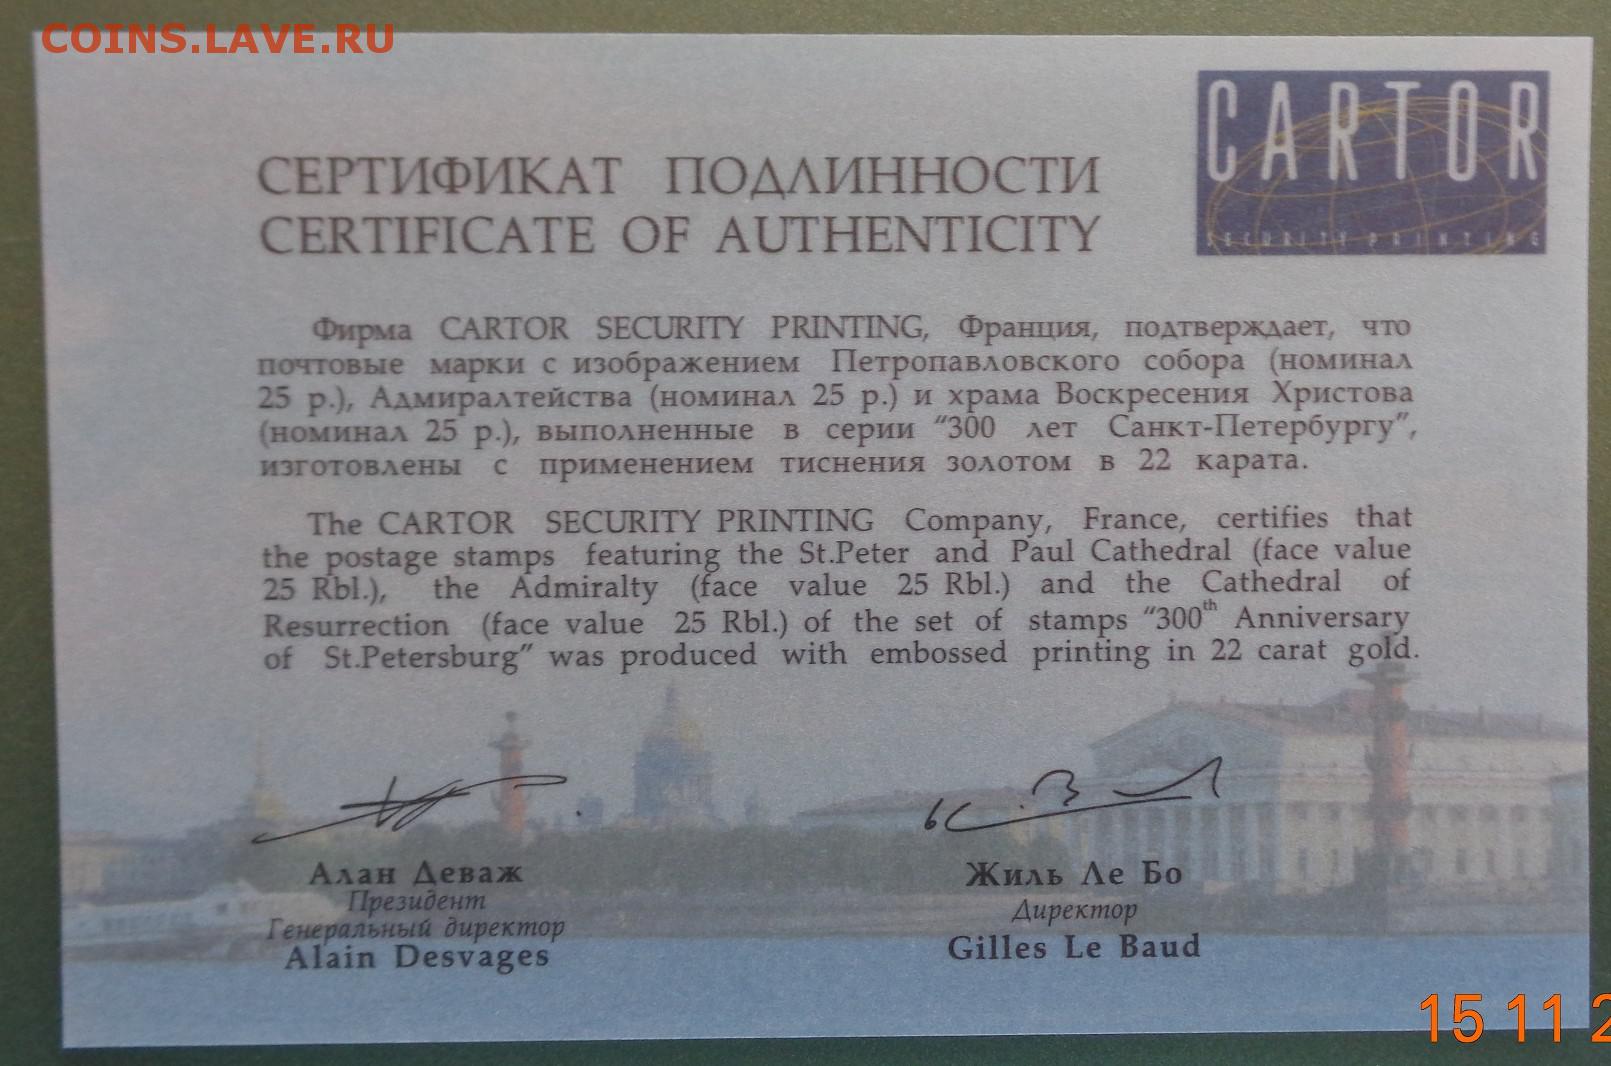 COINS.LAVE.RU
CARTOR
SECURITY PRINTING
СЕРТИФИКАТ ПОДЛИННОСТИ
CERTIFICATE OF AUTHENTICITY
Фирма CARTOR SECURITY PRINTING, Франция, подтверждает, что
почтовые марки с изображением Петропавловского собора (номинал
25 р.), Адмиралтейства (номинал 25 р.) и храма Воскресения Христова
(номинал 25 р.), выполненные в серии “300 лет Санкт-Петербургу”,
изготовлены с применением тиснения золотом в 22 карата.
The CARTOR SECURITY PRINTING Company, France, certifies that
the postage stamps featuring the St.Peter and Paul Cathedral (face value
25 Rbl.), the Admiralty (face value 25 Rbl.) and the Cathedral of
Resurrection (face value 25 Rbl.) of the set of stamps “300th Anniversary
of St.Petersburg” was produced with embossed printing in 22 carat gold.
Алан Деваж
Президент
Генеральный директор
Alain Desvages
Жиль Ле Бо
Директор
Gilles Le Baud
15 11 2